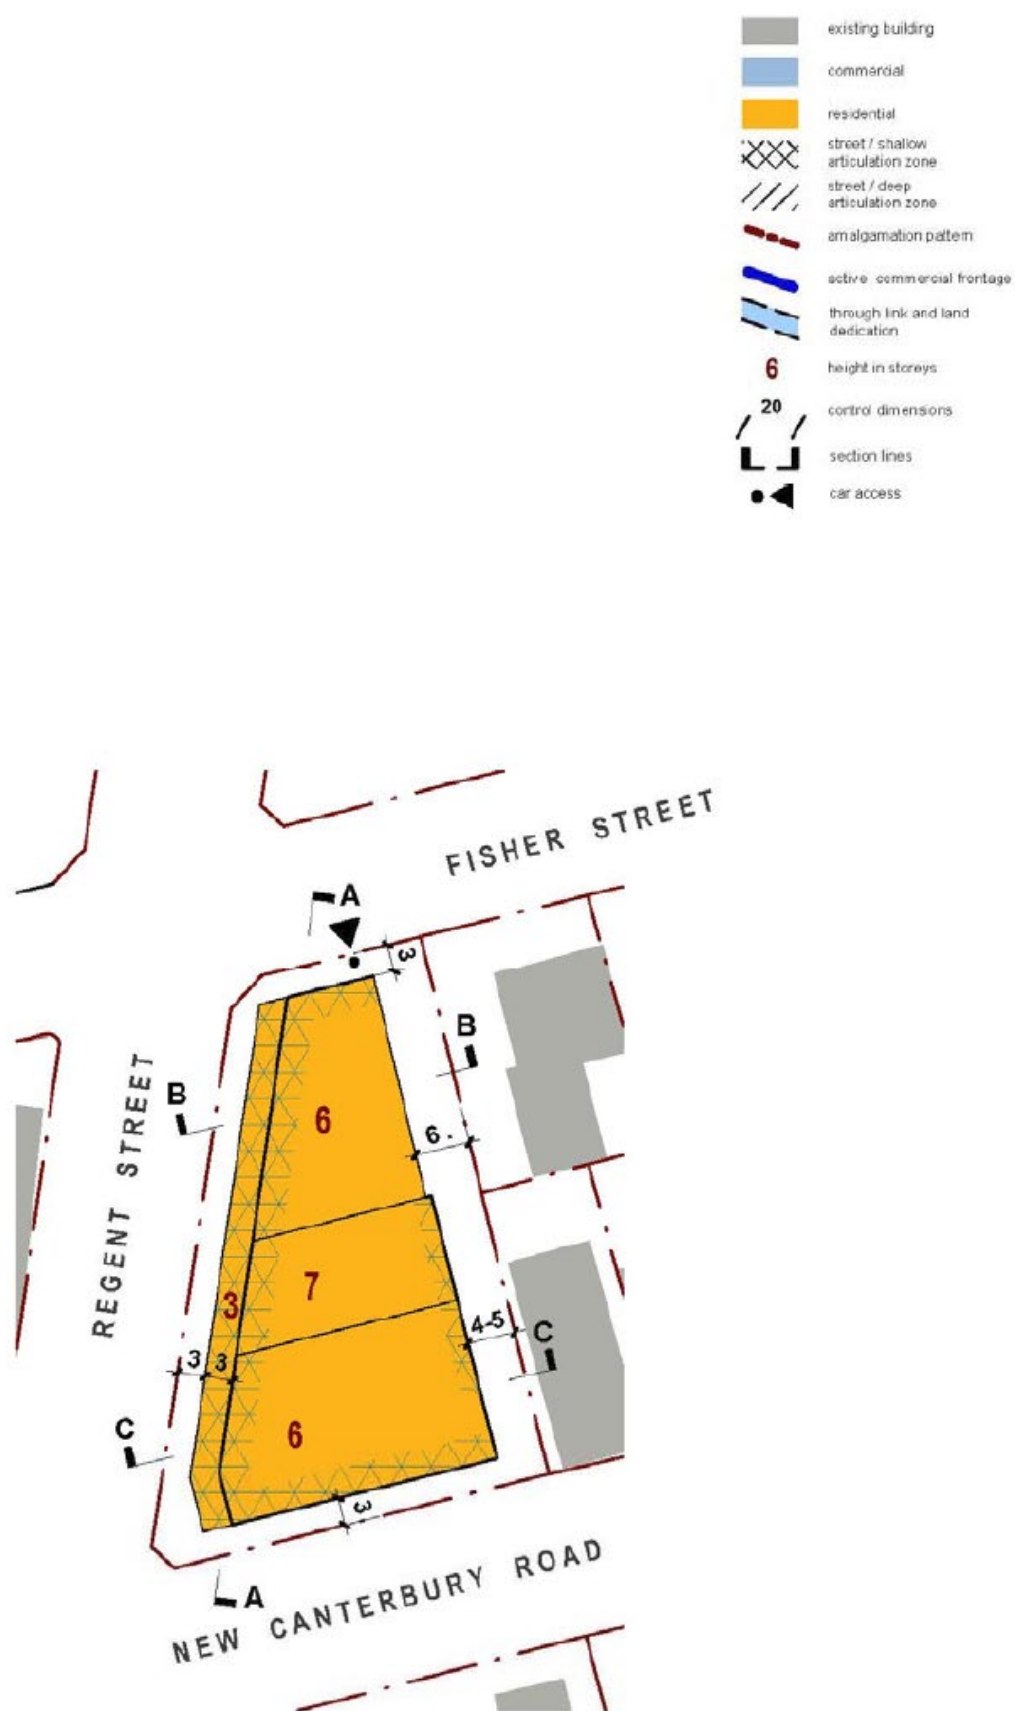 existing building
commercial
residential
street / shallow
articulation zone
street / deep
articulation zone
amalgamation pattern
active commercial frontage
through link and land
dedication
6
height in storeys
20
control dimensions
section lines
car access
FISHER STREET
A
3
B
B
REGENT STREET
6
6.
7
3
4-5
C
3
3
C
6
3
A
NEW CANTERBURY ROAD